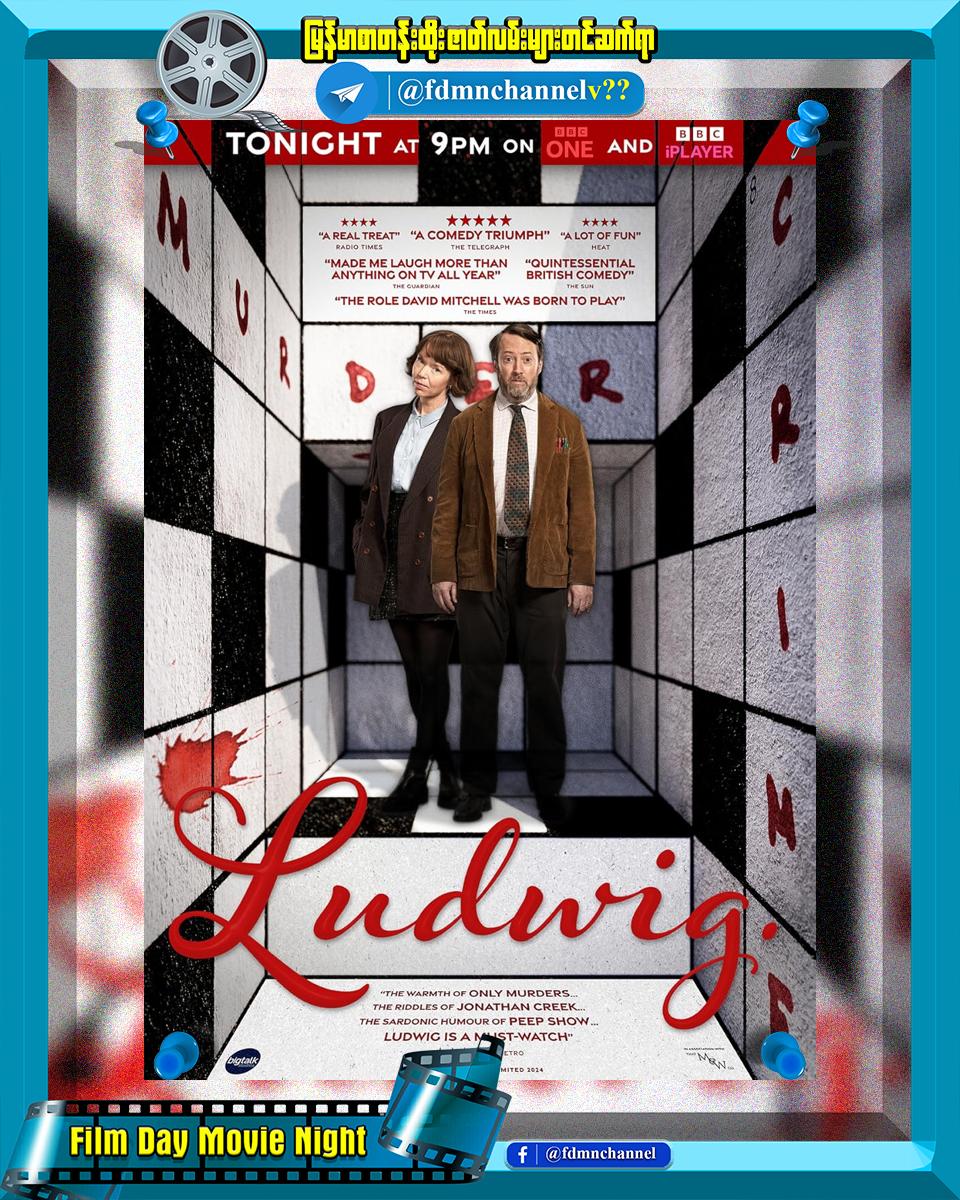 မြန်မာစာတန်းထိုးဇာတ်လမ်းများတင်ဆက်ရာ
@fdmnchannelv??
TONIGHT AT 9PM ON BBC ONE AND BBC iPLAYER
★★★★ ★★★★★ ★★★★
“A REAL TREAT” “A COMEDY TRIUMPH” “A LOT OF FUN”
RADIO TIMES THE TELEGRAPH HEAT
“MADE ME LAUGH MORE THAN
ANYTHING ON TV ALL YEAR”
THE GUARDIAN
“QUINTESSENTIAL
BRITISH COMEDY”
THE SUN
“THE ROLE DAVID MITCHELL WAS BORN TO PLAY”
THE TIMES
MURDER
8
CRIME
Ludwig.
“THE WARMTH OF ONLY MURDERS...
THE RIDDLES OF JONATHAN CREEK...
THE SARDONIC HUMOUR OF PEEP SHOW...
LUDWIG IS A MUST-WATCH”
bigtalk
2024
Film Day Movie Night
f @fdmnchannel